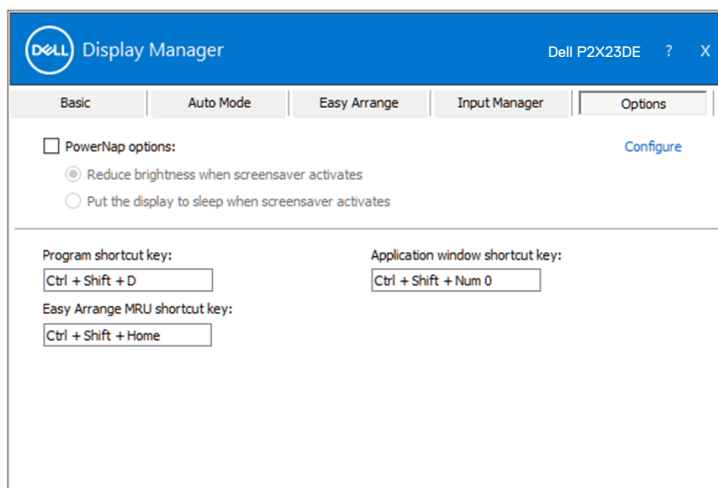 DELL Display Manager Dell P2X23DE ? X
Basic Auto Mode Easy Arrange Input Manager Options
PowerNap options: Configure
Reduce brightness when screensaver activates
Put the display to sleep when screensaver activates
Program shortcut key: Application window shortcut key:
Ctrl + Shift + D Ctrl + Shift + Num 0
Easy Arrange MRU shortcut key:
Ctrl + Shift + Home